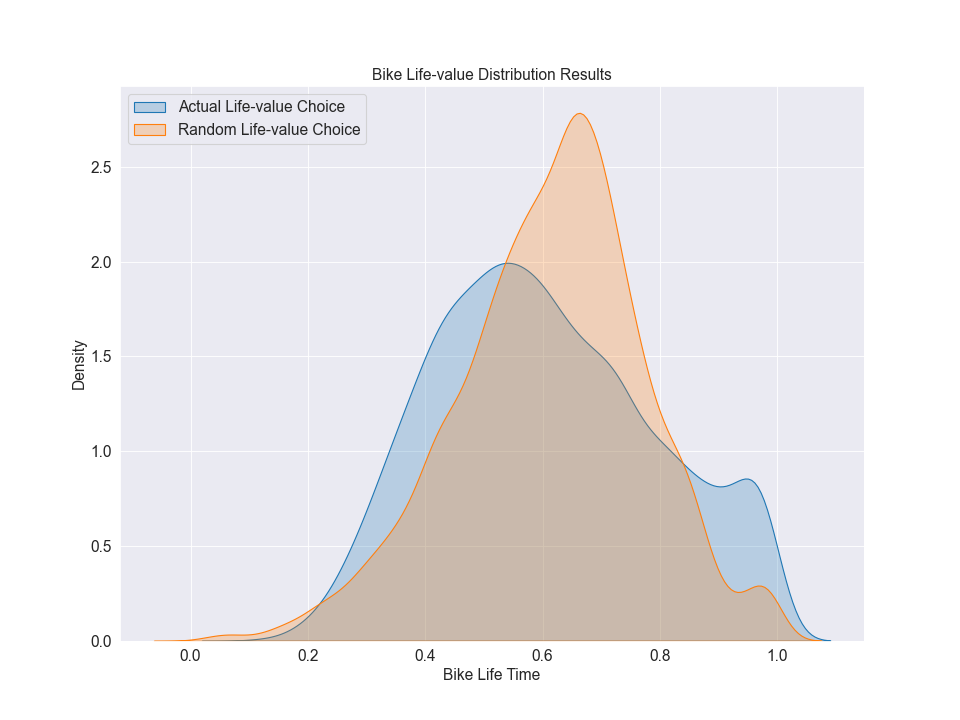 Bike Life-value Distribution Results
Actual Life-value Choice
Random Life-value Choice
2.5
2.0
1.5
1.0
0.5
0.0
Density
0.0 0.2 0.4 0.6 0.8 1.0
Bike Life Time